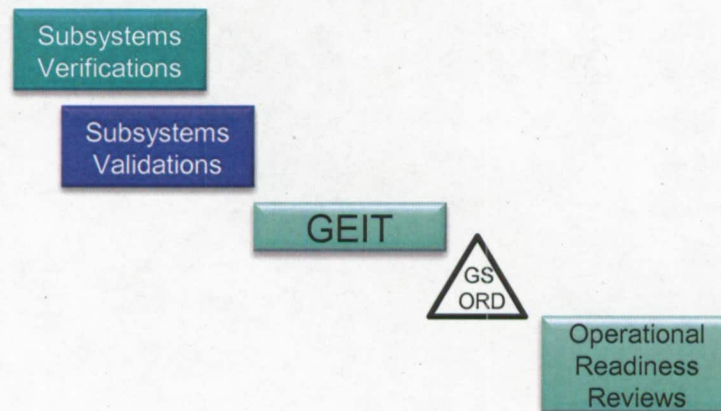 Subsystems
Verifications
Subsystems
Validations
GEIT
GS
ORD
Operational
Readiness
Reviews